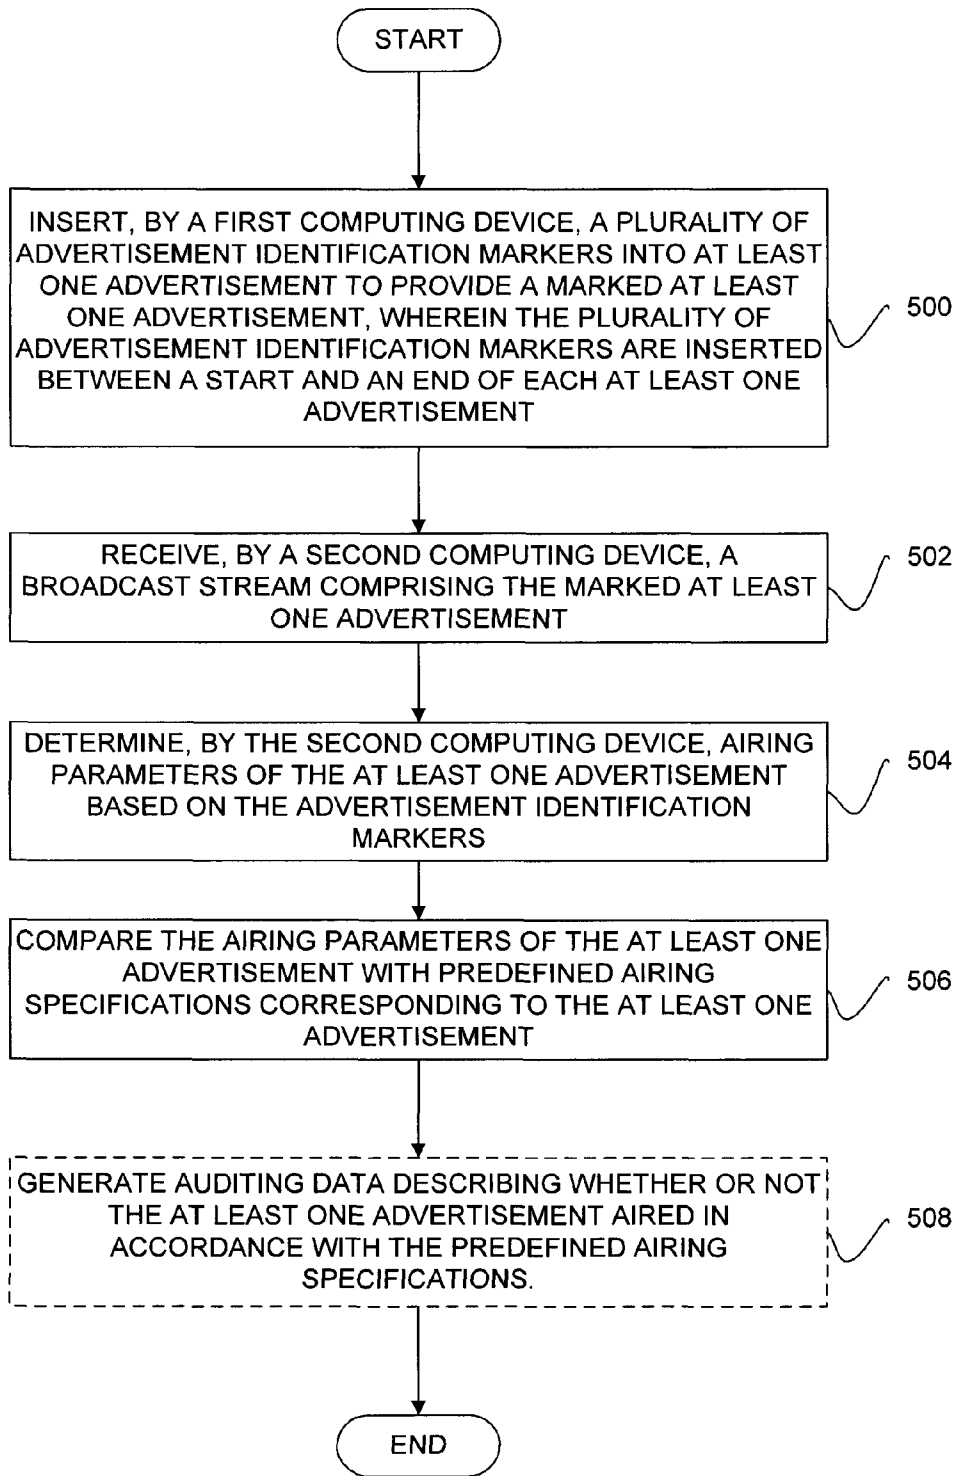 START
INSERT, BY A FIRST COMPUTING DEVICE, A PLURALITY OF
ADVERTISEMENT IDENTIFICATION MARKERS INTO AT LEAST
ONE ADVERTISEMENT TO PROVIDE A MARKED AT LEAST
ONE ADVERTISEMENT, WHEREIN THE PLURALITY OF
ADVERTISEMENT IDENTIFICATION MARKERS ARE INSERTED
BETWEEN A START AND AN END OF EACH AT LEAST ONE
ADVERTISEMENT
500
RECEIVE, BY A SECOND COMPUTING DEVICE, A
BROADCAST STREAM COMPRISING THE MARKED AT LEAST
ONE ADVERTISEMENT
502
DETERMINE, BY THE SECOND COMPUTING DEVICE, AIRING
PARAMETERS OF THE AT LEAST ONE ADVERTISEMENT
BASED ON THE ADVERTISEMENT IDENTIFICATION
MARKERS
504
COMPARE THE AIRING PARAMETERS OF THE AT LEAST ONE
ADVERTISEMENT WITH PREDEFINED AIRING
SPECIFICATIONS CORRESPONDING TO THE AT LEAST ONE
ADVERTISEMENT
506
GENERATE AUDITING DATA DESCRIBING WHETHER OR NOT
THE AT LEAST ONE ADVERTISEMENT AIRED IN
ACCORDANCE WITH THE PREDEFINED AIRING
SPECIFICATIONS.
508
END